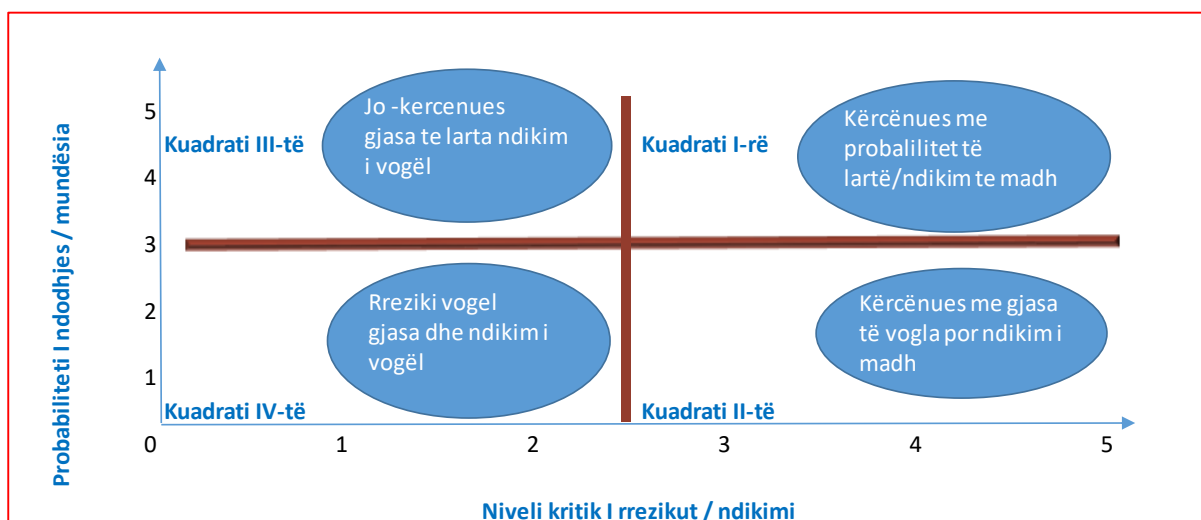 Probabiliteti I ndodhjes / mundësia
5
4
3
2
1
0
Kuadrati III-të
Jo -kercenues
gjasa te larta ndikim
i vogël
Kuadrati I-rë
Kërcënues me
probalilitet të
lartë/ndikim te madh
Rreziki vogel
gjasa dhe ndikim i
vogël
Kërcënues me gjasa
të vogla por ndikim i
madh
Kuadrati IV-të
Kuadrati II-të
1
2
3
4
5
Niveli kritik I rrezikut / ndikimi